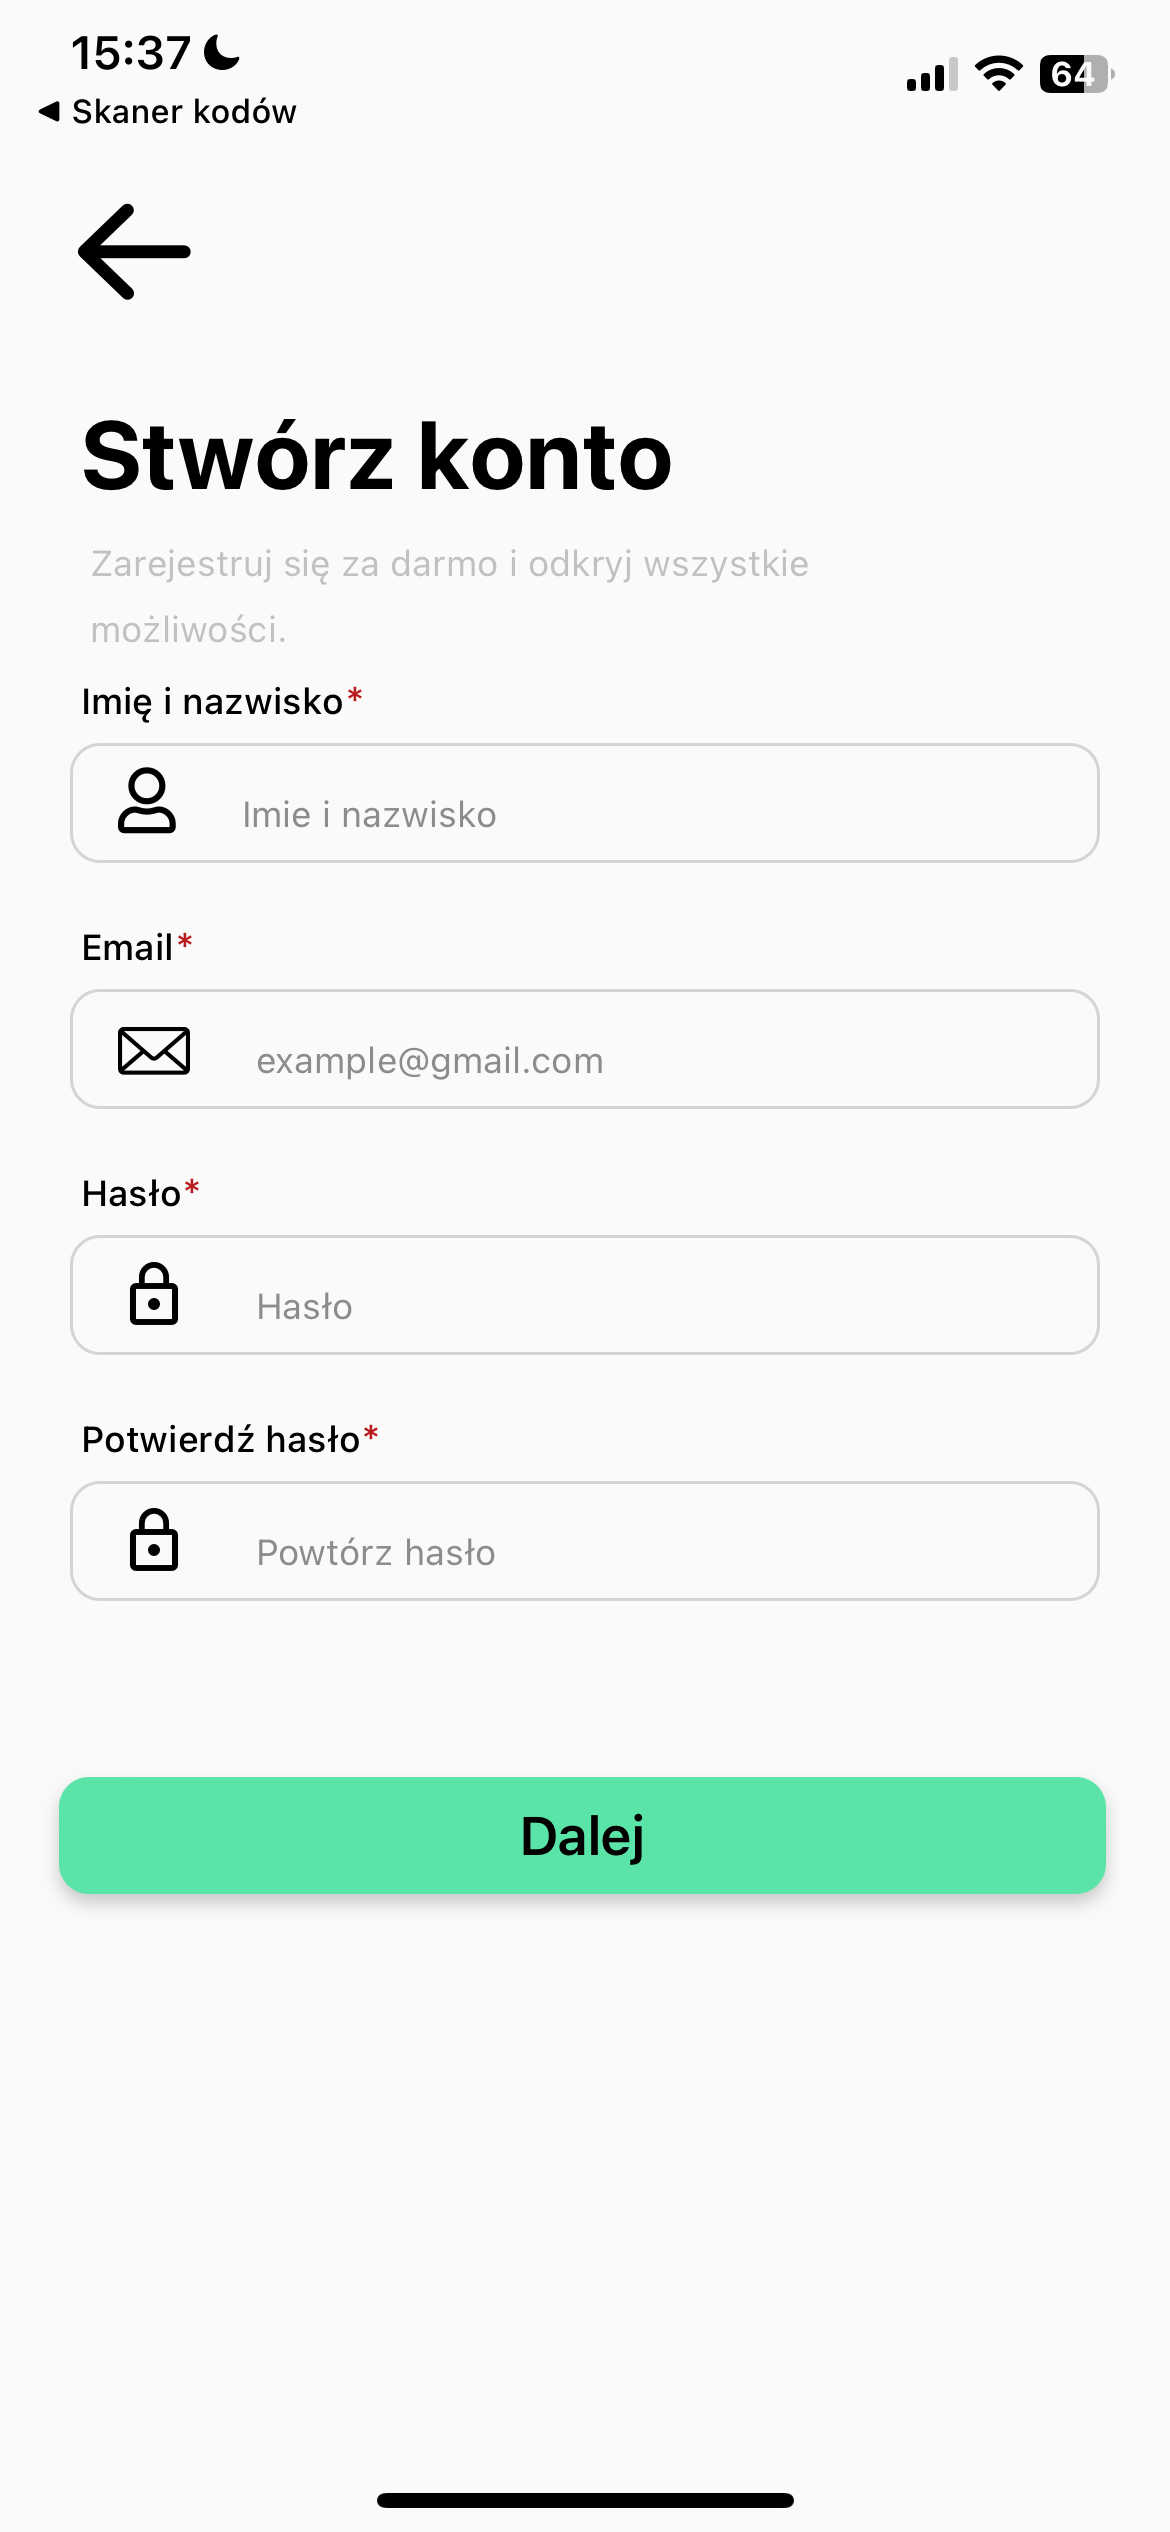 15:37
64
Skaner kodów
Stwórz konto
Zarejestruj się za darmo i odkryj wszystkie
możliwości.
Imię i nazwisko*
Imie i nazwisko
Email*
example@gmail.com
Hasło*
Hasło
Potwierdź hasło*
Powtórz hasło
Dalej